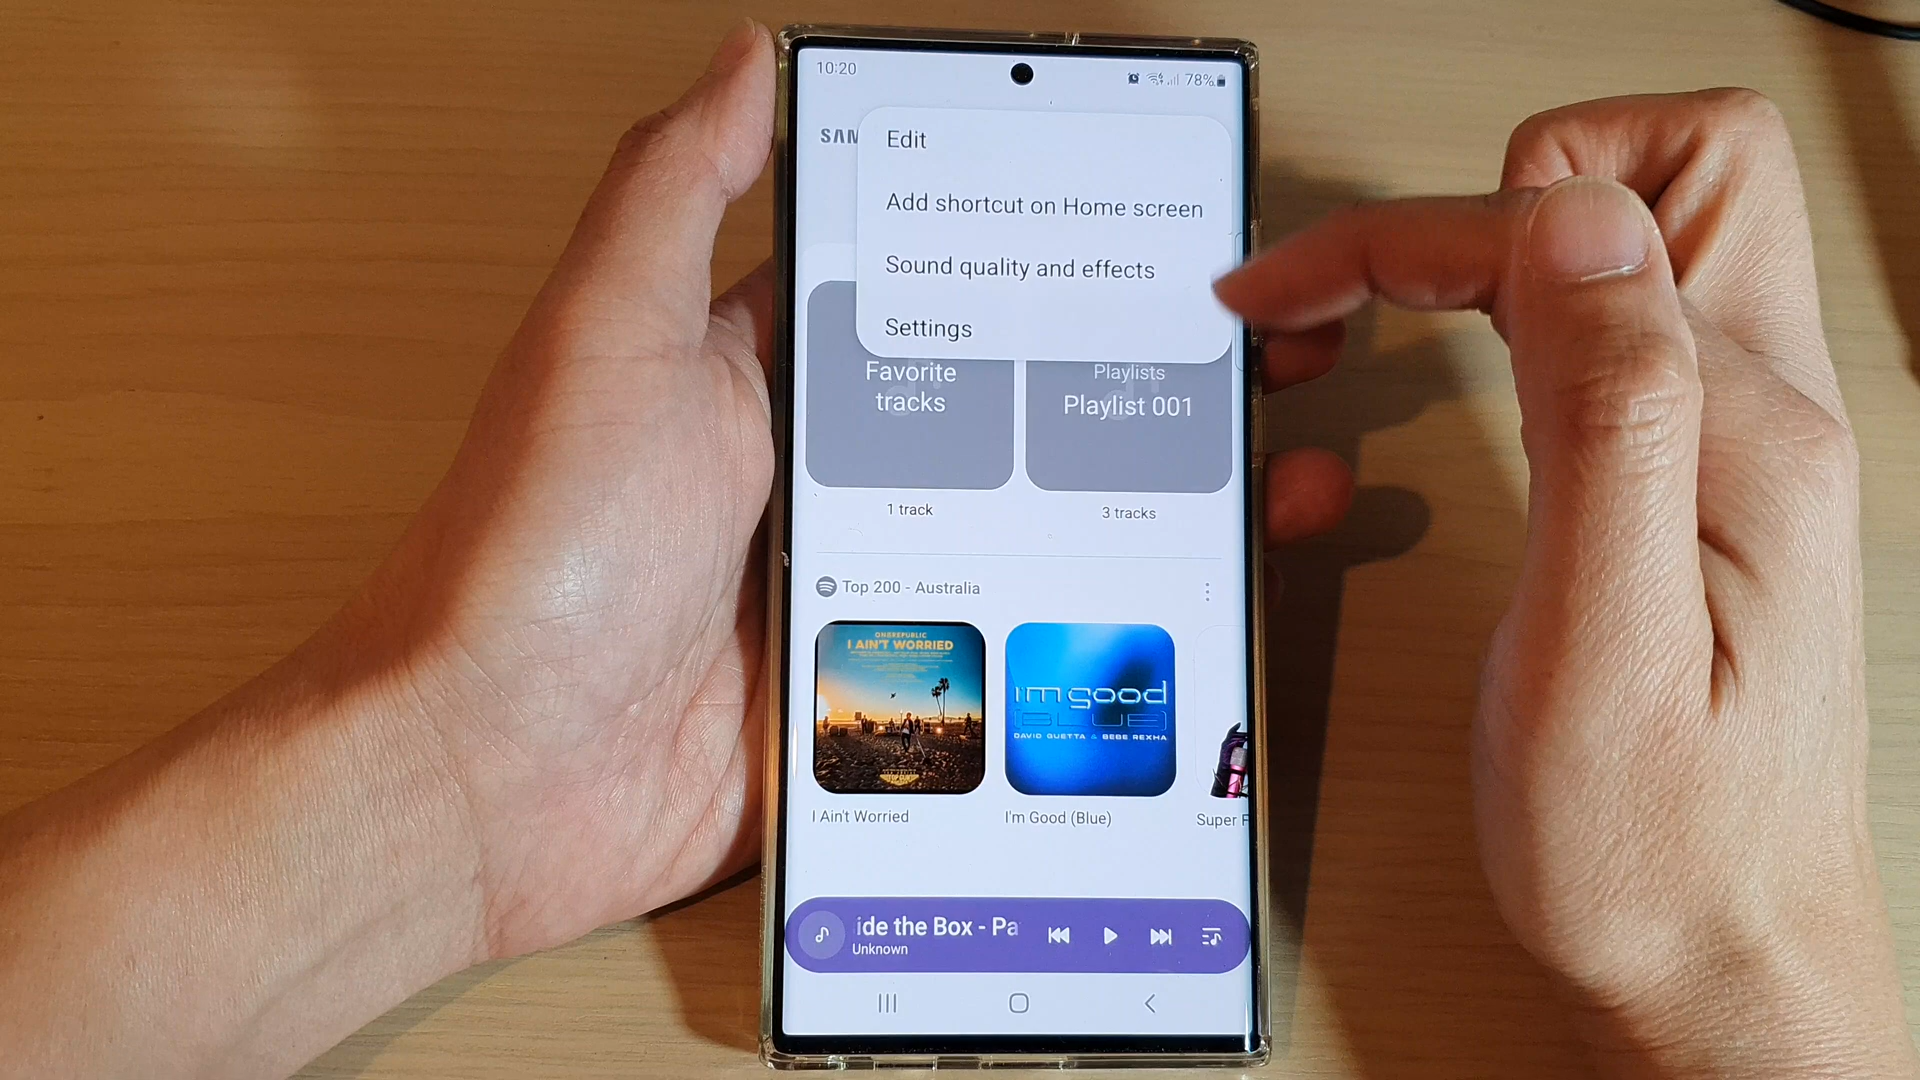 10:20
78%
SAM
Edit
Add shortcut on Home screen
Sound quality and effects
Settings
Favorite
tracks
Playlists
Playlist 001
1 track
3 tracks
Top 200 - Australia
ONEREPUBLIC
I AIN'T WORRIED
i'm good
[BLUE]
DAVID GUETTA & BEBE REXHA
I Ain't Worried
I'm Good (Blue)
Super F
ide the Box - Pa
Unknown